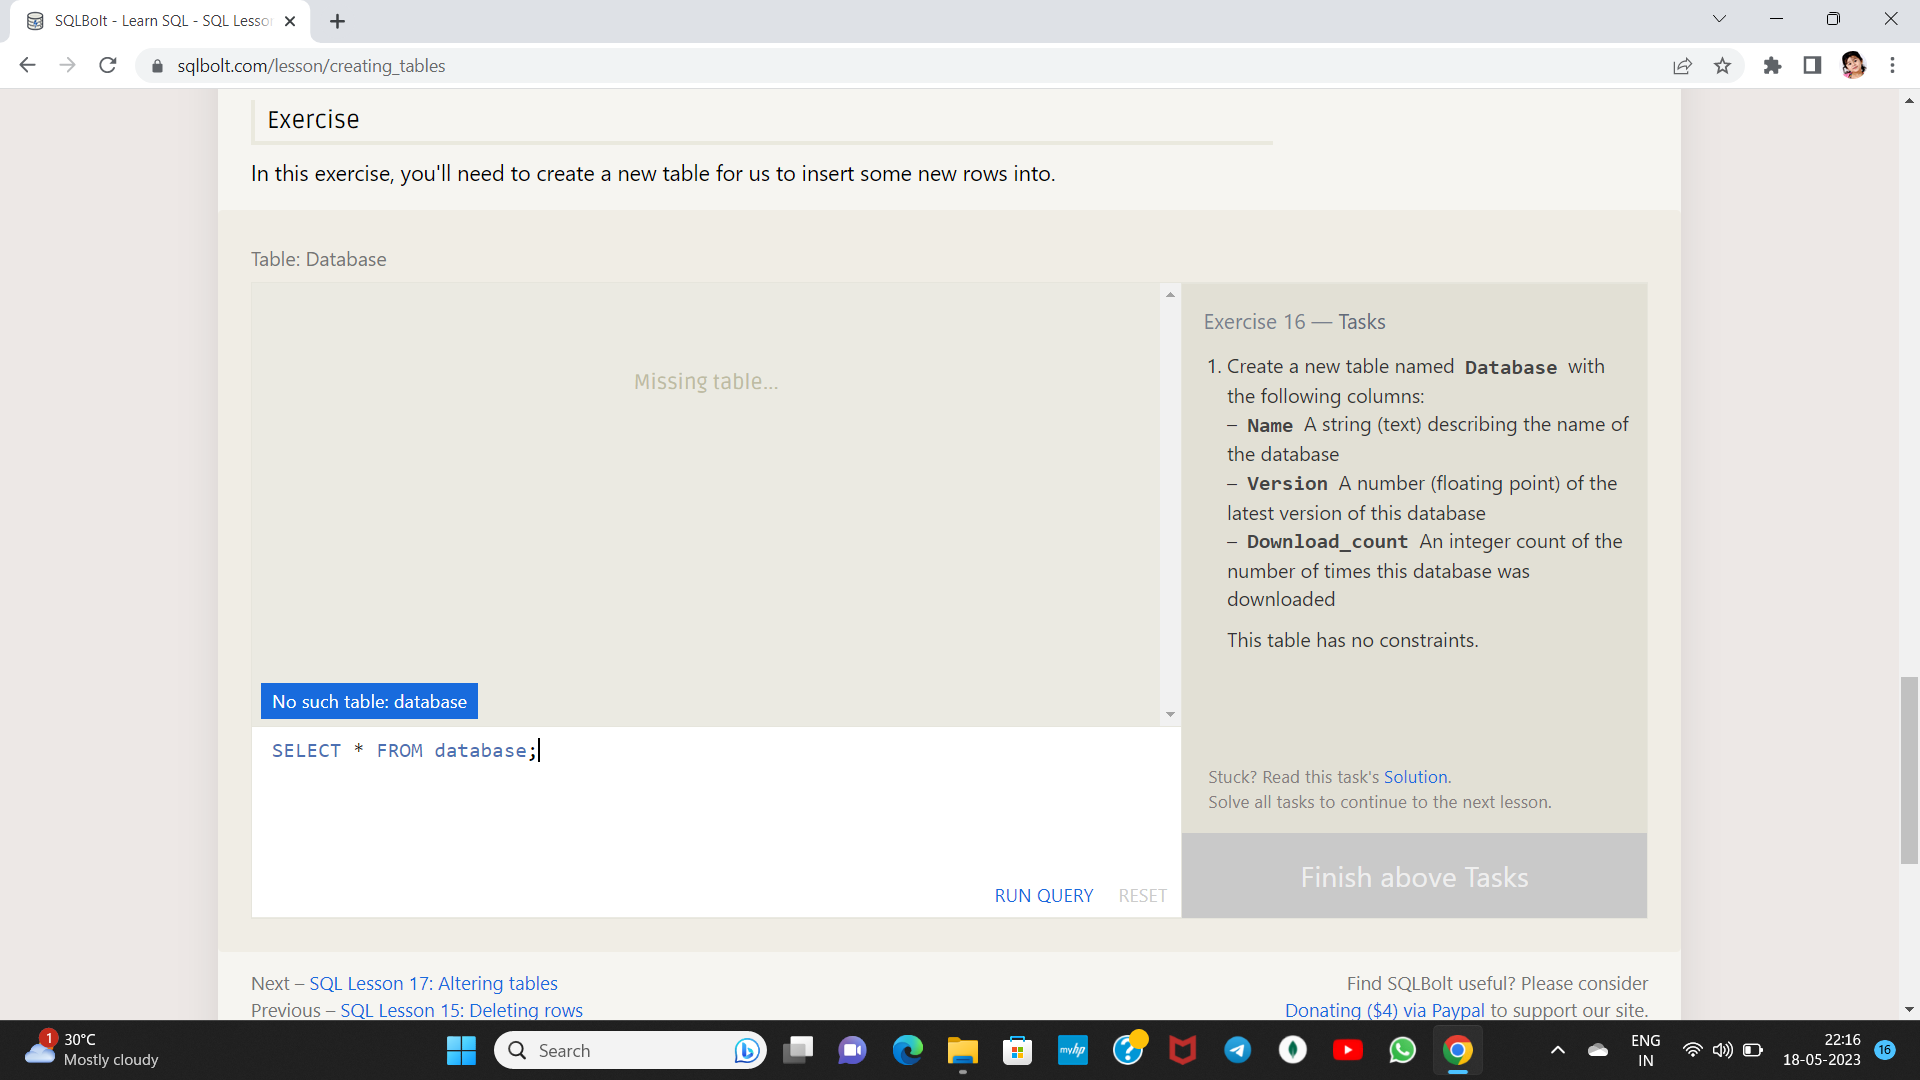 SQLBolt - Learn SQL - SQL Lesso
sqlbolt.com/lesson/creating_tables
Exercise
In this exercise, you'll need to create a new table for us to insert some new rows into.
Table: Database
Missing table...
No such table: database
SELECT * FROM database;
RUN QUERY RESET
Exercise 16 — Tasks
1. Create a new table named Database with
the following columns:
– Name A string (text) describing the name of
the database
– Version A number (floating point) of the
latest version of this database
– Download_count An integer count of the
number of times this database was
downloaded
This table has no constraints.
Stuck? Read this task's Solution.
Solve all tasks to continue to the next lesson.
Finish above Tasks
Next – SQL Lesson 17: Altering tables
Previous – SQL Lesson 15: Deleting rows
Find SQLBolt useful? Please consider
Donating ($4) via Paypal to support our site.
1
30°C
Mostly cloudy
Search
myhp
ENG
IN
22:16
18-05-2023
16